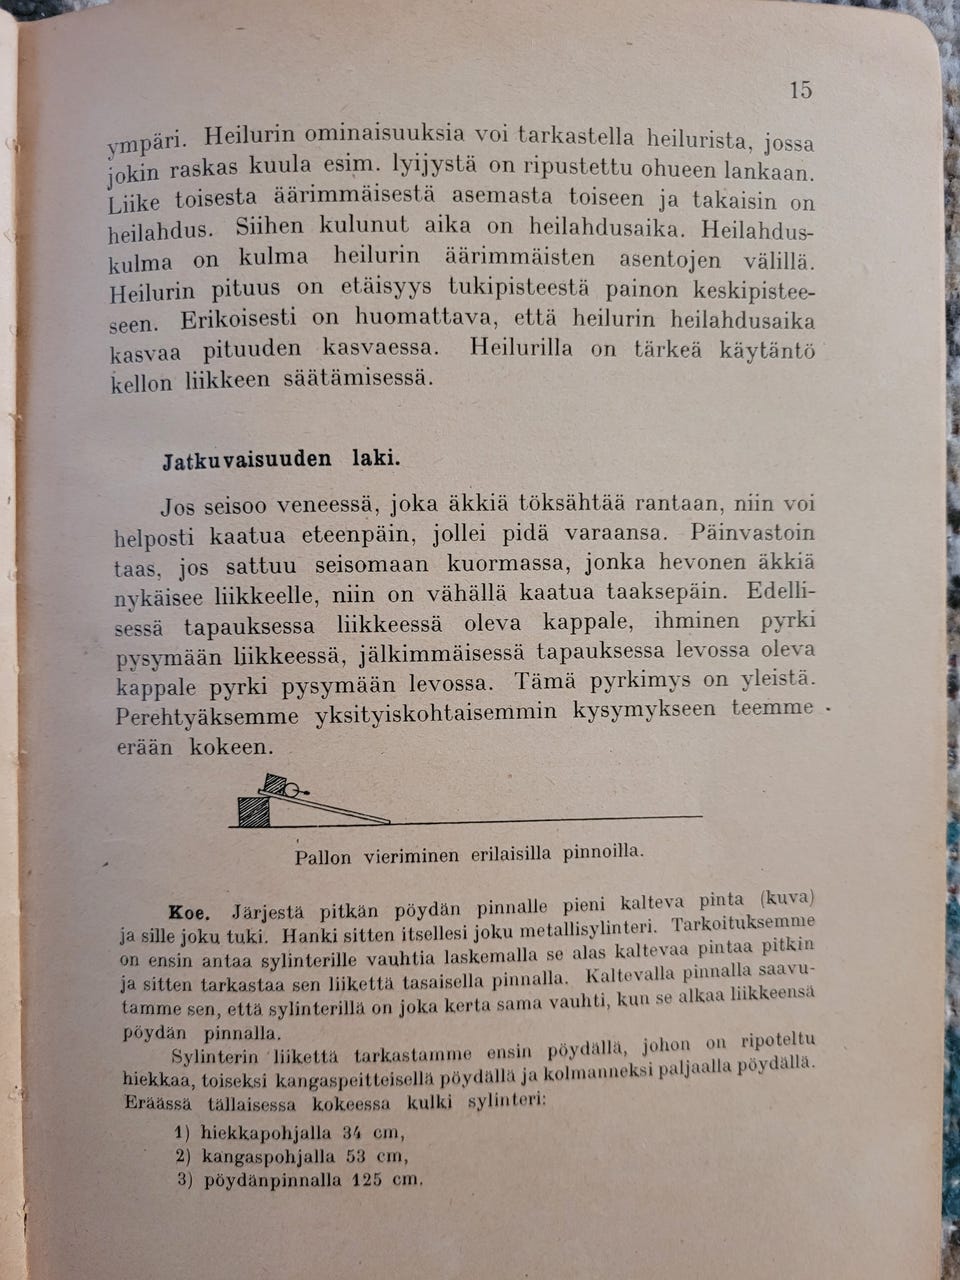 15
ympäri. Heilurin ominaisuuksia voi tarkastella heilurista, jossa
jokin raskas kuula esim. lyijystä on ripustettu ohueen lankaan.
Liike toisesta äärimmäisestä asemasta toiseen ja takaisin on
heilahdus. Siihen kulunut aika on heilahdusaika. Heilahdus-
kulma on kulma heilurin äärimmäisten asentojen välillä.
Heilurin pituus on etäisyys tukipisteestä painon keskipistee-
seen. Erikoisesti on huomattava, että heilurin heilahdusaika
kasvaa pituuden kasvaessa. Heilurilla on tärkeä käytäntö
kellon liikkeen säätämisessä.
Jatkuvaisuuden laki.
Jos seisoo veneessä, joka äkkiä töksähtää rantaan, niin voi
helposti kaatua eteenpäin, jollei pidä varaansa. Päinvastoin
taas, jos sattuu seisomaan kuormassa, jonka hevonen äkkiä
nykäisee liikkeelle, niin on vähällä kaatua taaksepäin. Edelli-
sessä tapauksessa liikkeessä oleva kappale, ihminen pyrki
pysymään liikkeessä, jälkimmäisessä tapauksessa levossa oleva
kappale pyrki pysymään levossa. Tämä pyrkimys on yleistä.
Perehtyäksemme yksityiskohtaisemmin kysymykseen teemme
erään kokeen.
Pallon vieriminen erilaisilla pinnoilla.
Koe. Järjestä pitkän pöydän pinnalle pieni kalteva pinta (kuva)
ja sille joku tuki. Hanki sitten itsellesi joku metallisylinteri. Tarkoituksemme
on ensin antaa sylinterille vauhtia laskemalla se alas kaltevaa pintaa pitkin
ja sitten tarkastaa sen liikettä tasaisella pinnalla. Kaltevalla pinnalla saavu-
tamme sen, että sylinterillä on joka kerta sama vauhti, kun se alkaa liikkeensä
pöydän pinnalla.
Sylinterin liikettä tarkastamme ensin pöydällä, johon on ripoteltu
hiekkaa, toiseksi kangaspeitteisellä pöydällä ja kolmanneksi paljaalla pöydällä.
Eräässä tällaisessa kokeessa kulki sylinteri:
1) hiekkapohjalla 34 cm,
2) kangaspohjalla 53 cm,
3) pöydänpinnalla 125 cm.